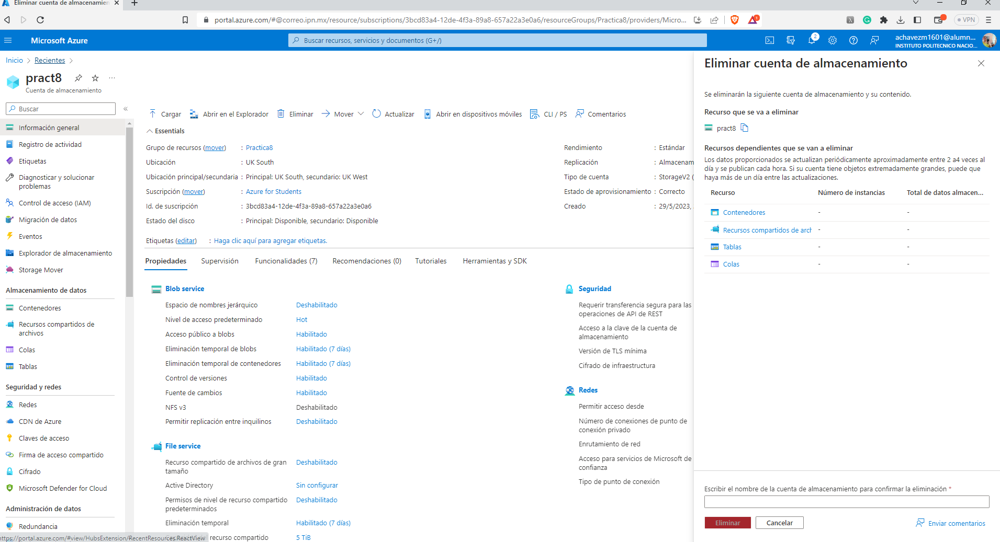 Eliminar cuenta de almacenamien
portal.azure.com/#@correo.ipn.mx/resource/subscriptions/3bcd83a4-12de-4f3a-89a8-657a22a3e0a6/resourceGroups/Practica8/providers/Micro...
1
VPN
Microsoft Azure
Buscar recursos, servicios y documentos (G+/)
2
achavezm1601@alumn...
INSTITUTO POLITECNICO NACIO...
Inicio > Recientes >
pract8
Cuenta de almacenamiento
Buscar
Información general
Registro de actividad
Etiquetas
Diagnosticar y solucionar
problemas
Control de acceso (IAM)
Migración de datos
Eventos
Explorador de almacenamiento
Storage Mover
Almacenamiento de datos
Contenedores
Recursos compartidos de
archivos
Colas
Tablas
Seguridad y redes
Redes
CDN de Azure
Claves de acceso
Firma de acceso compartido
Cifrado
Microsoft Defender for Cloud
Administración de datos
Redundancia
https://portal.azure.com/#view/HubsExtension/RecentResources.ReactView
Cargar Abrir en el Explorador Eliminar Mover Actualizar Abrir en dispositivos móviles CLI / PS Comentarios
Essentials
Grupo de recursos (mover) : Practica8
Ubicación : UK South
Ubicación principal/secundaria : Principal: UK South, secundario: UK West
Suscripción (mover) : Azure for Students
Id. de suscripción : 3bcd83a4-12de-4f3a-89a8-657a22a3e0a6
Estado del disco : Principal: Disponible, secundario: Disponible
Rendimiento : Estándar
Replicación : Almacenam
Tipo de cuenta : StorageV2 (
Estado de aprovisionamiento : Correcto
Creado : 29/5/2023,
Etiquetas (editar) : Haga clic aquí para agregar etiquetas.
Propiedades Supervisión Funcionalidades (7) Recomendaciones (0) Tutoriales Herramientas y SDK
Blob service
Espacio de nombres jerárquico Deshabilitado
Nivel de acceso predeterminado Hot
Acceso público a blobs Habilitado
Eliminación temporal de blobs Habilitado (7 días)
Eliminación temporal de contenedores Habilitado (7 días)
Control de versiones Habilitado
Fuente de cambios Habilitado
NFS v3 Deshabilitado
Permitir replicación entre inquilinos Deshabilitado
File service
Recurso compartido de archivos de gran
tamaño Deshabilitado
Active Directory Sin configurar
Permisos de nivel de recurso compartido
predeterminados Deshabilitado
Eliminación temporal Habilitado (7 días)
recurso compartido 5 TiB
Seguridad
Requerir transferencia segura para las
operaciones de API de REST
Acceso a la clave de la cuenta de
almacenamiento
Versión de TLS mínima
Cifrado de infraestructura
Redes
Permitir acceso desde
Número de conexiones de punto de
conexión privado
Enrutamiento de red
Acceso para servicios de Microsoft de
confianza
Tipo de punto de conexión
Eliminar cuenta de almacenamiento
Se eliminarán la siguiente cuenta de almacenamiento y su contenido.
Recurso que se va a eliminar
pract8
Recursos dependientes que se van a eliminar
Los datos proporcionados se actualizan periódicamente aproximadamente entre 2 a4 veces al
día y se publican cada hora. Si su cuenta tiene objetos extremadamente grandes, puede que
haya más de un día entre las actualizaciones.
Recurso Número de instancias Total de datos almacen...
Contenedores - -
Recursos compartidos de arch - -
Tablas - -
Colas - -
Escribir el nombre de la cuenta de almacenamiento para confirmar la eliminación *
Eliminar Cancelar Enviar comentarios